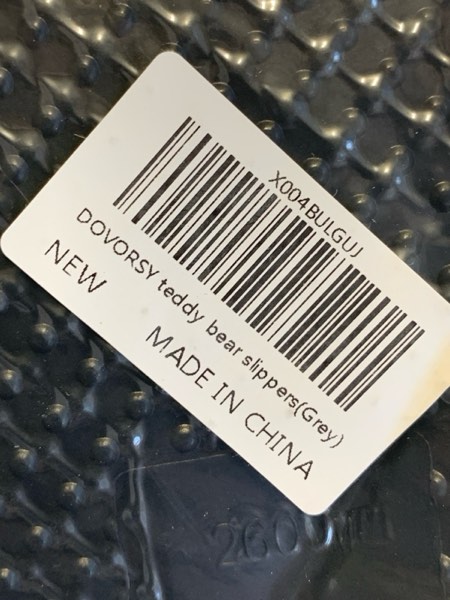 X004BULGUJ
DOVORSY teddy bear slippers(Grey)
NEW
MADE IN CHINA